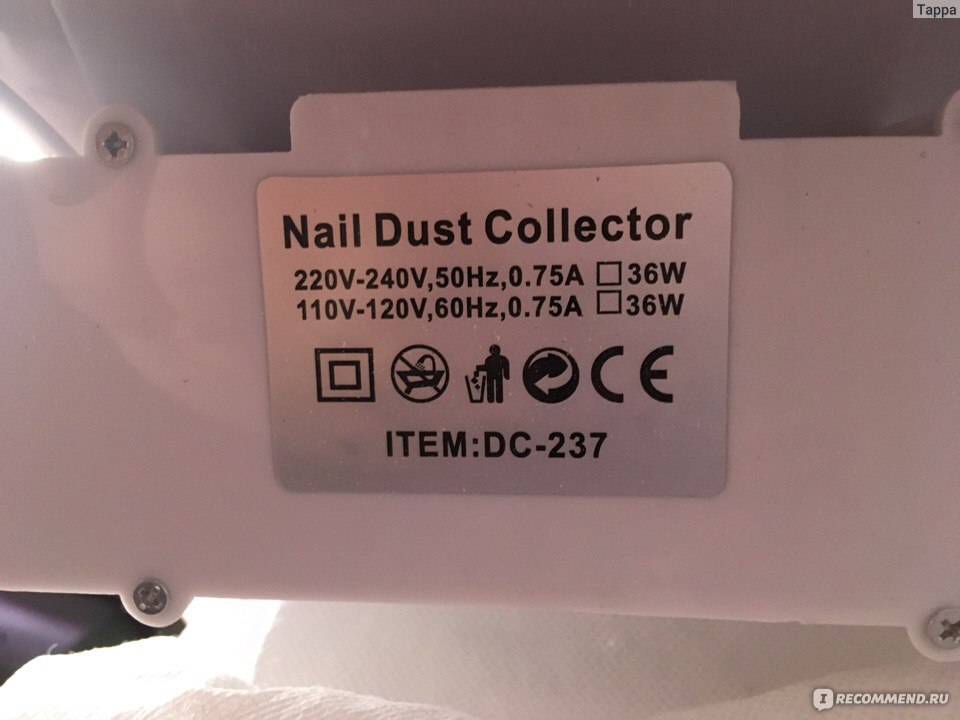 Tappa
Nail Dust Collector
220V-240V,50Hz,0.75A □36W
110V-120V,60Hz,0.75A □36W
CE
ITEM:DC-237
IRECOMMEND.RU